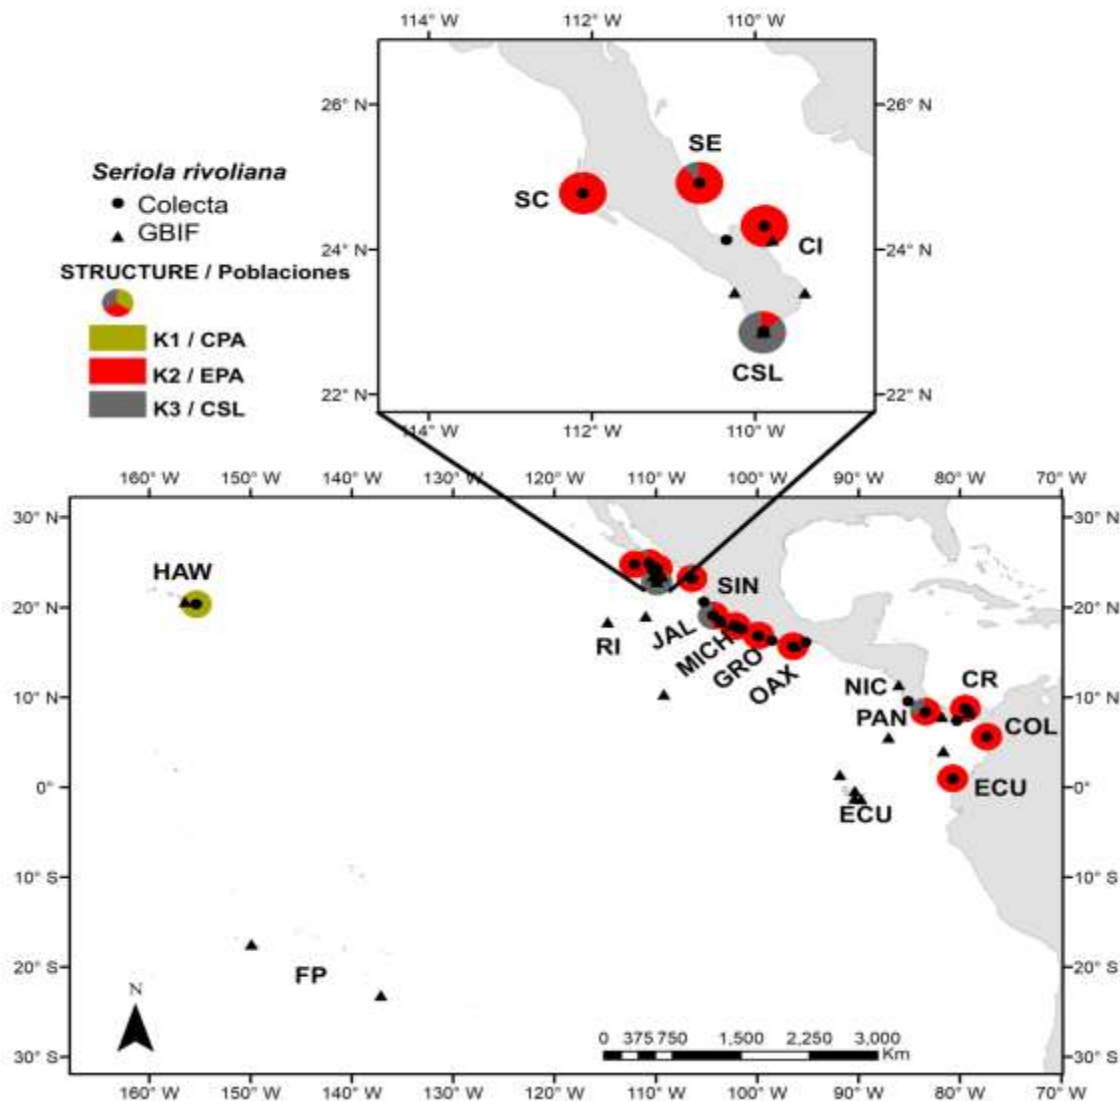 114° W 112° W 110° W
26° N 26° N
SE
Seriola rivoliana
Colecta
GBIF
SC
24° N 24° N
CI
STRUCTURE / Poblaciones
K1 / CPA
K2 / EPA
CSL
K3 / CSL
22° N 22° N
114° W 112° W 110° W
160° W 150° W 140° W 130° W 120° W 110° W 100° W 90° W 80° W 70° W
30° N 30° N
HAW
SIN
20° N 20° N
RI
JAL
MICH
GRO
OAX
NIC
CR
10° N 10° N
PAN
COL
0° 0°
ECU
ECU
10° S 10° S
20° S 20° S
FP
N
0 375 750 1,500 2,250 3,000
Km
30° S 30° S
160° W 150° W 140° W 130° W 120° W 110° W 100° W 90° W 80° W 70° W